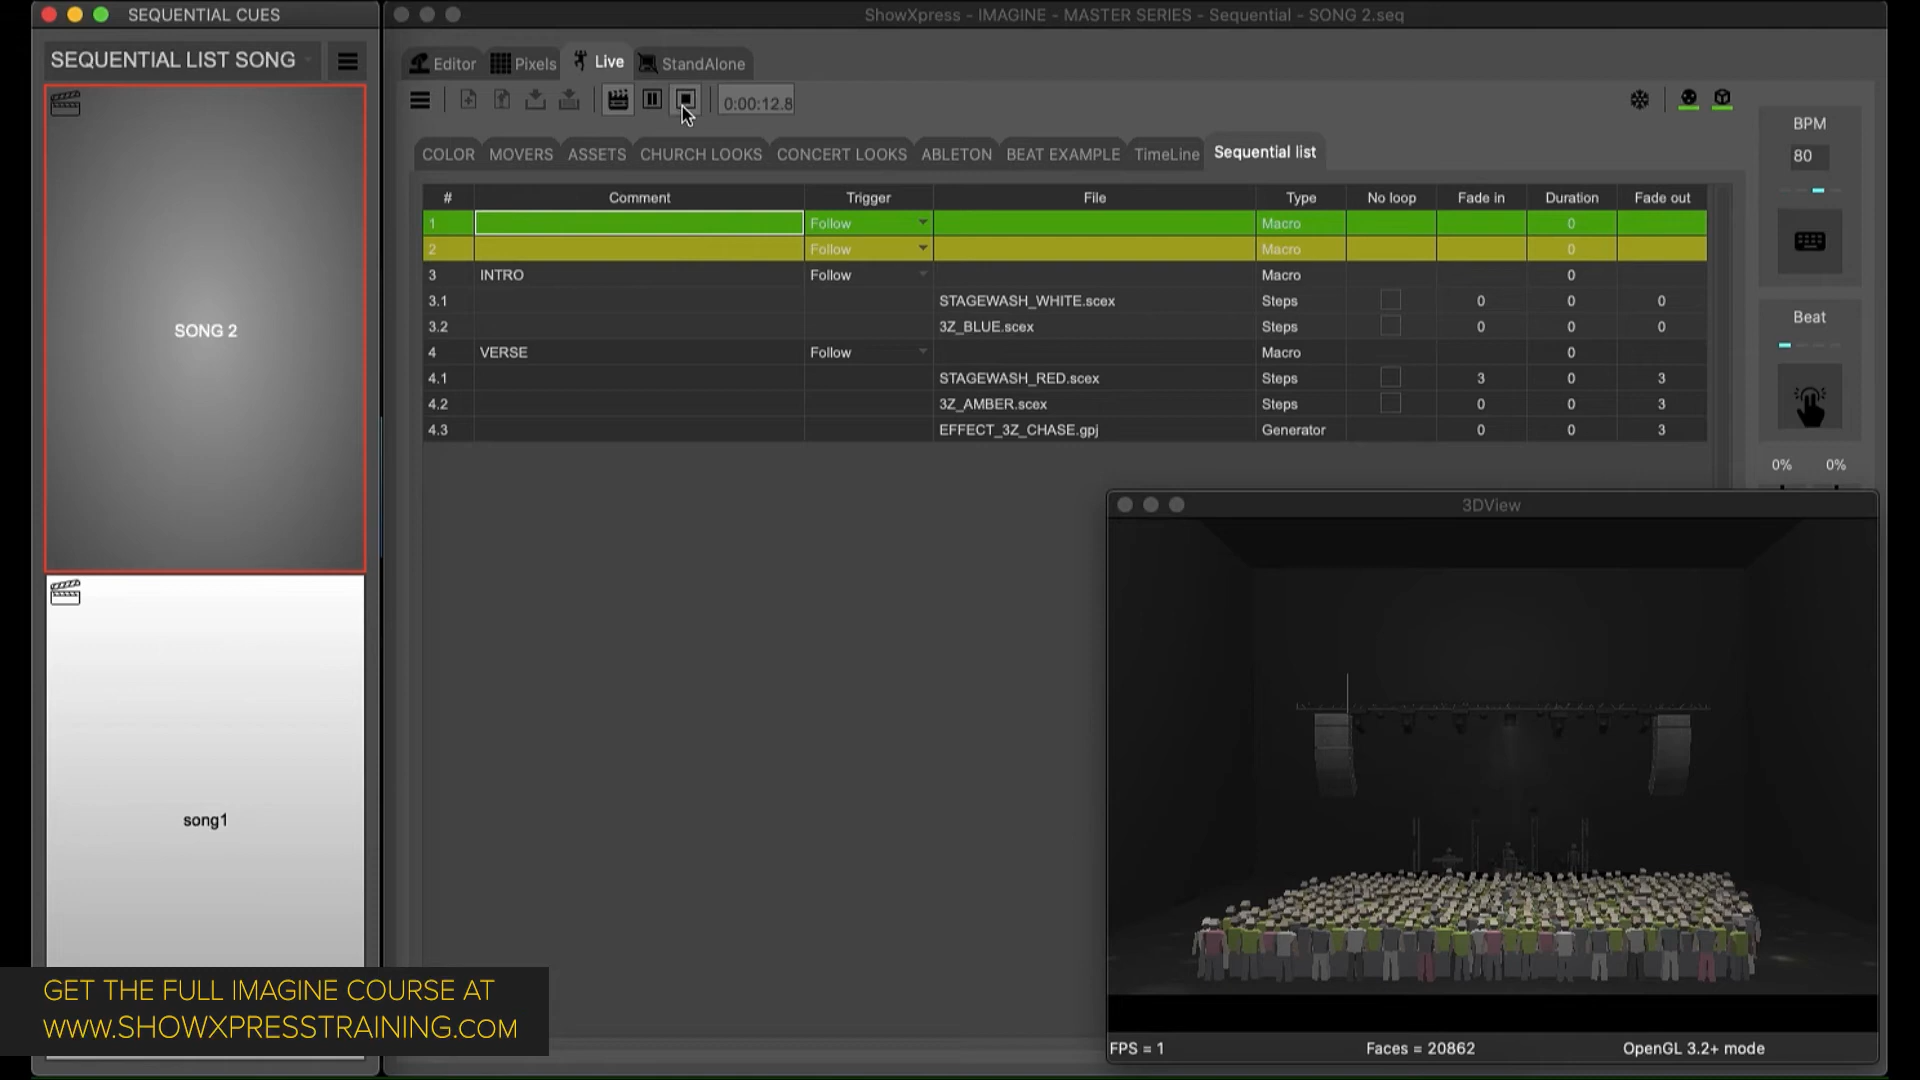 SEQUENTIAL CUES
SEQUENTIAL LIST SONG
SONG 2
song1
GET THE FULL IMAGINE COURSE AT
WWW.SHOWXPRESSTRAINING.COM
ShowXpress - IMAGINE - MASTER SERIES - Sequential - SONG 2.seq
Editor Pixels Live StandAlone
0:00:12.8
COLOR MOVERS ASSETS CHURCH LOOKS CONCERT LOOKS ABLETON BEAT EXAMPLE TimeLine Sequential list
# Comment Trigger File Type No loop Fade in Duration Fade out
1 Follow Macro 0
2 Follow Macro 0
3 INTRO Follow Macro 0
3.1 STAGEWASH_WHITE.scex Steps 0 0 0
3.2 3Z_BLUE.scex Steps 0 0 0
4 VERSE Follow Macro 0
4.1 STAGEWASH_RED.scex Steps 3 0 3
4.2 3Z_AMBER.scex Steps 0 0 3
4.3 EFFECT_3Z_CHASE.gpj Generator 0 0 3
BPM
80
Beat
0% 0%
3DView
FPS = 1 Faces = 20862 OpenGL 3.2+ mode